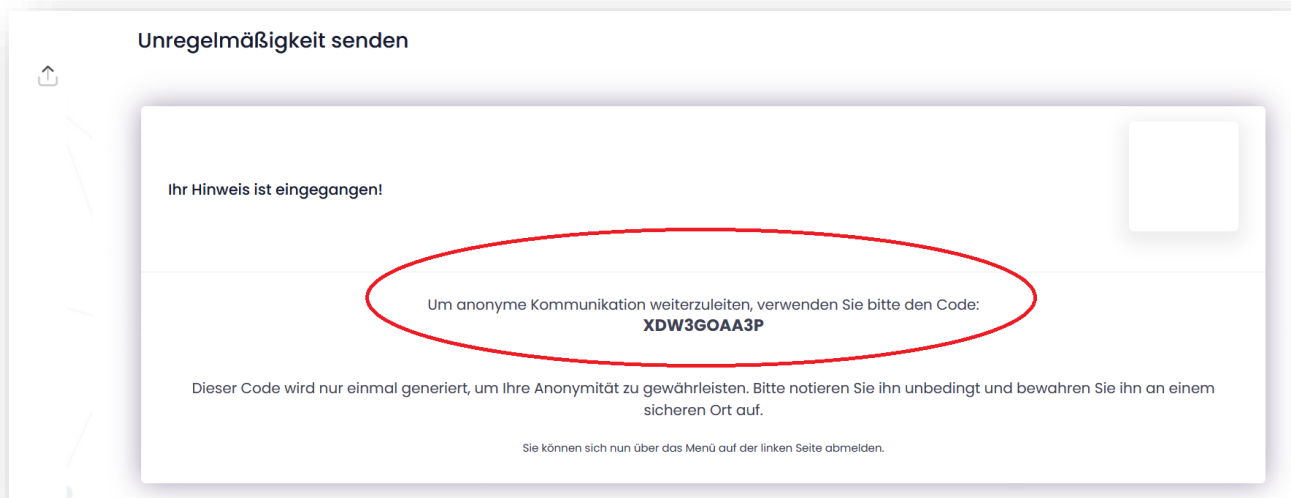 Unregelmäßigkeit senden
Ihr Hinweis ist eingegangen!
Um anonyme Kommunikation weiterzuleiten, verwenden Sie bitte den Code:
XDW3GOAA3P
Dieser Code wird nur einmal generiert, um Ihre Anonymität zu gewährleisten. Bitte notieren Sie ihn unbedingt und bewahren Sie ihn an einem
sicheren Ort auf.
Sie können sich nun über das Menü auf der linken Seite abmelden.